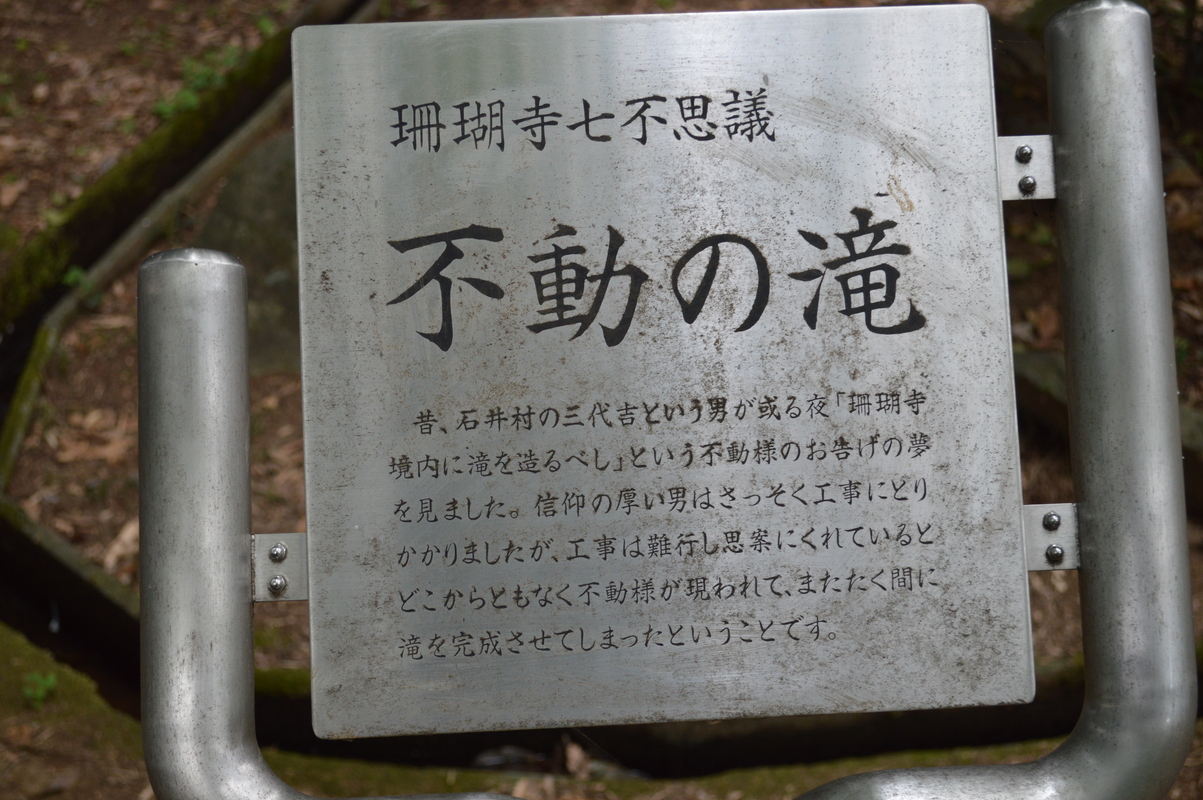 珊瑚寺七不思議
不動の滝
昔、石井村の三代吉という男が或る夜「珊瑚寺
境内に滝を造るべし」という不動様のお告げの夢
を見ました。信仰の厚い男はさっそく工事にとり
かかりましたが、工事は難行し思案にくれていると
どこからともなく不動様が現われて、またたく間に
滝を完成させてしまったということです。